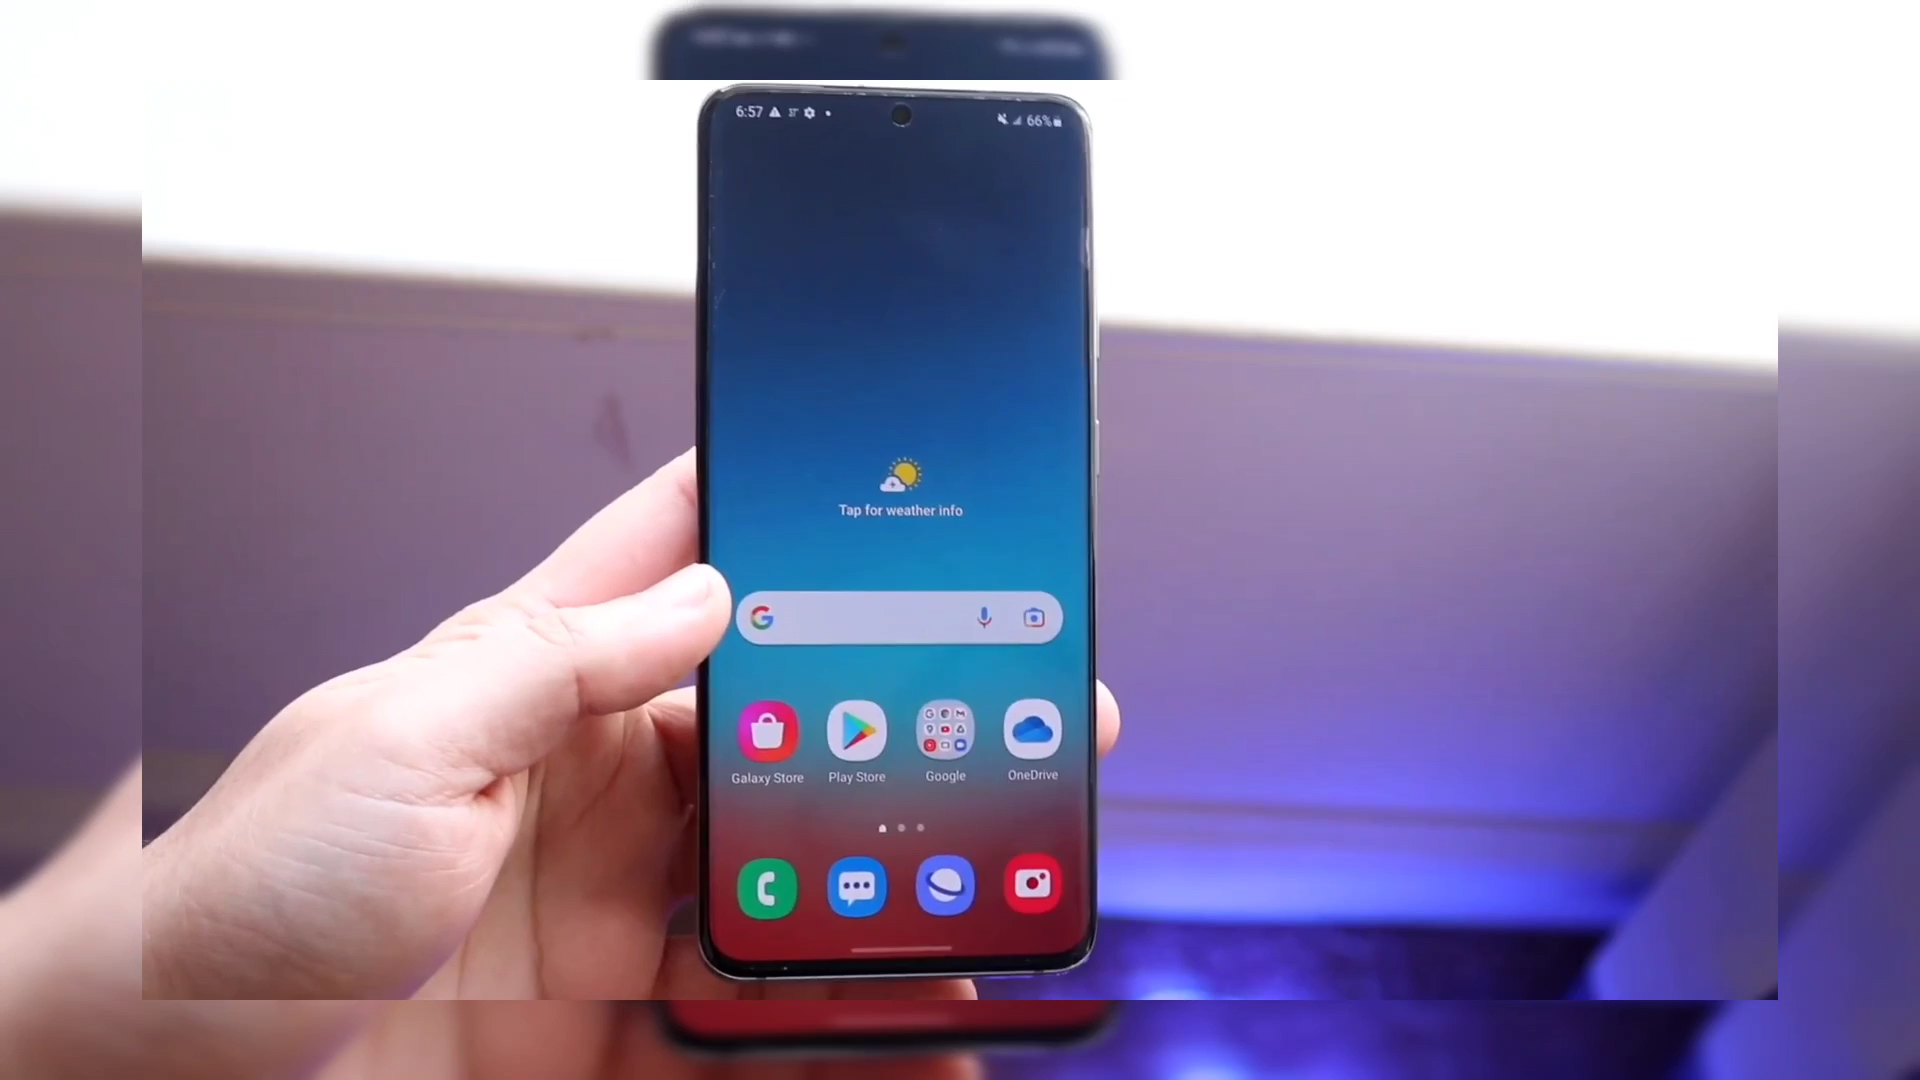 6:57
66%
Tap for weather info
Galaxy Store
Play Store
Google
OneDrive